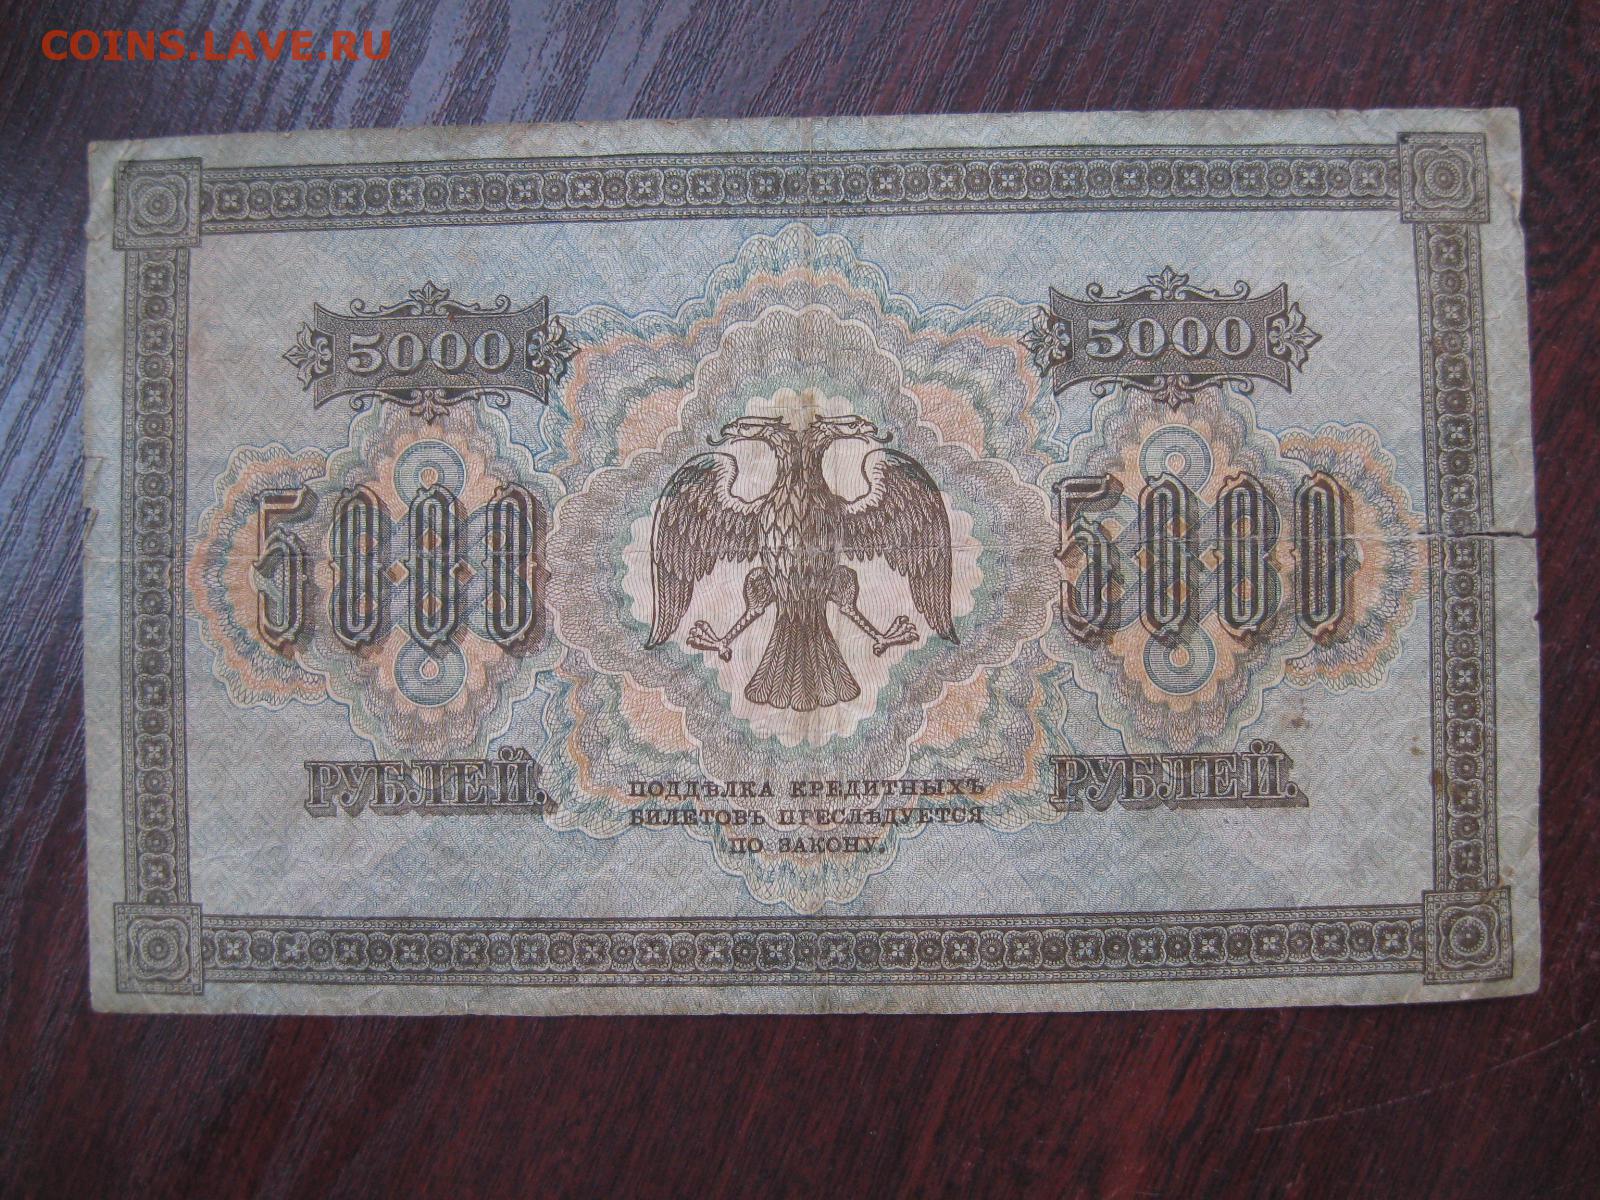 COINS.LAVE.RU
5000
5000
5000
5000
РУБЛЕЙ.
РУБЛЕЙ.
ПОДДѢЛКА КРЕДИТНЫХЪ
БИЛЕТОВЪ ПРЕСЛѢДУЕТСЯ
ПО ЗАКОНУ.